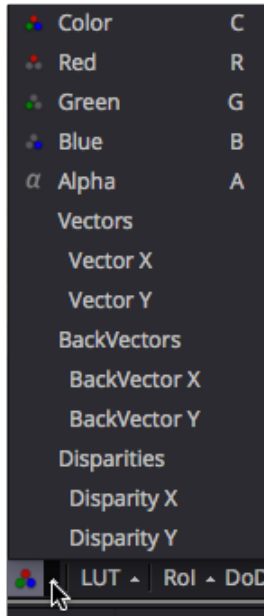 Color C
Red R
Green G
Blue B
α Alpha A
Vectors
Vector X
Vector Y
BackVectors
BackVector X
BackVector Y
Disparities
Disparity X
Disparity Y
LUT RoI DoD